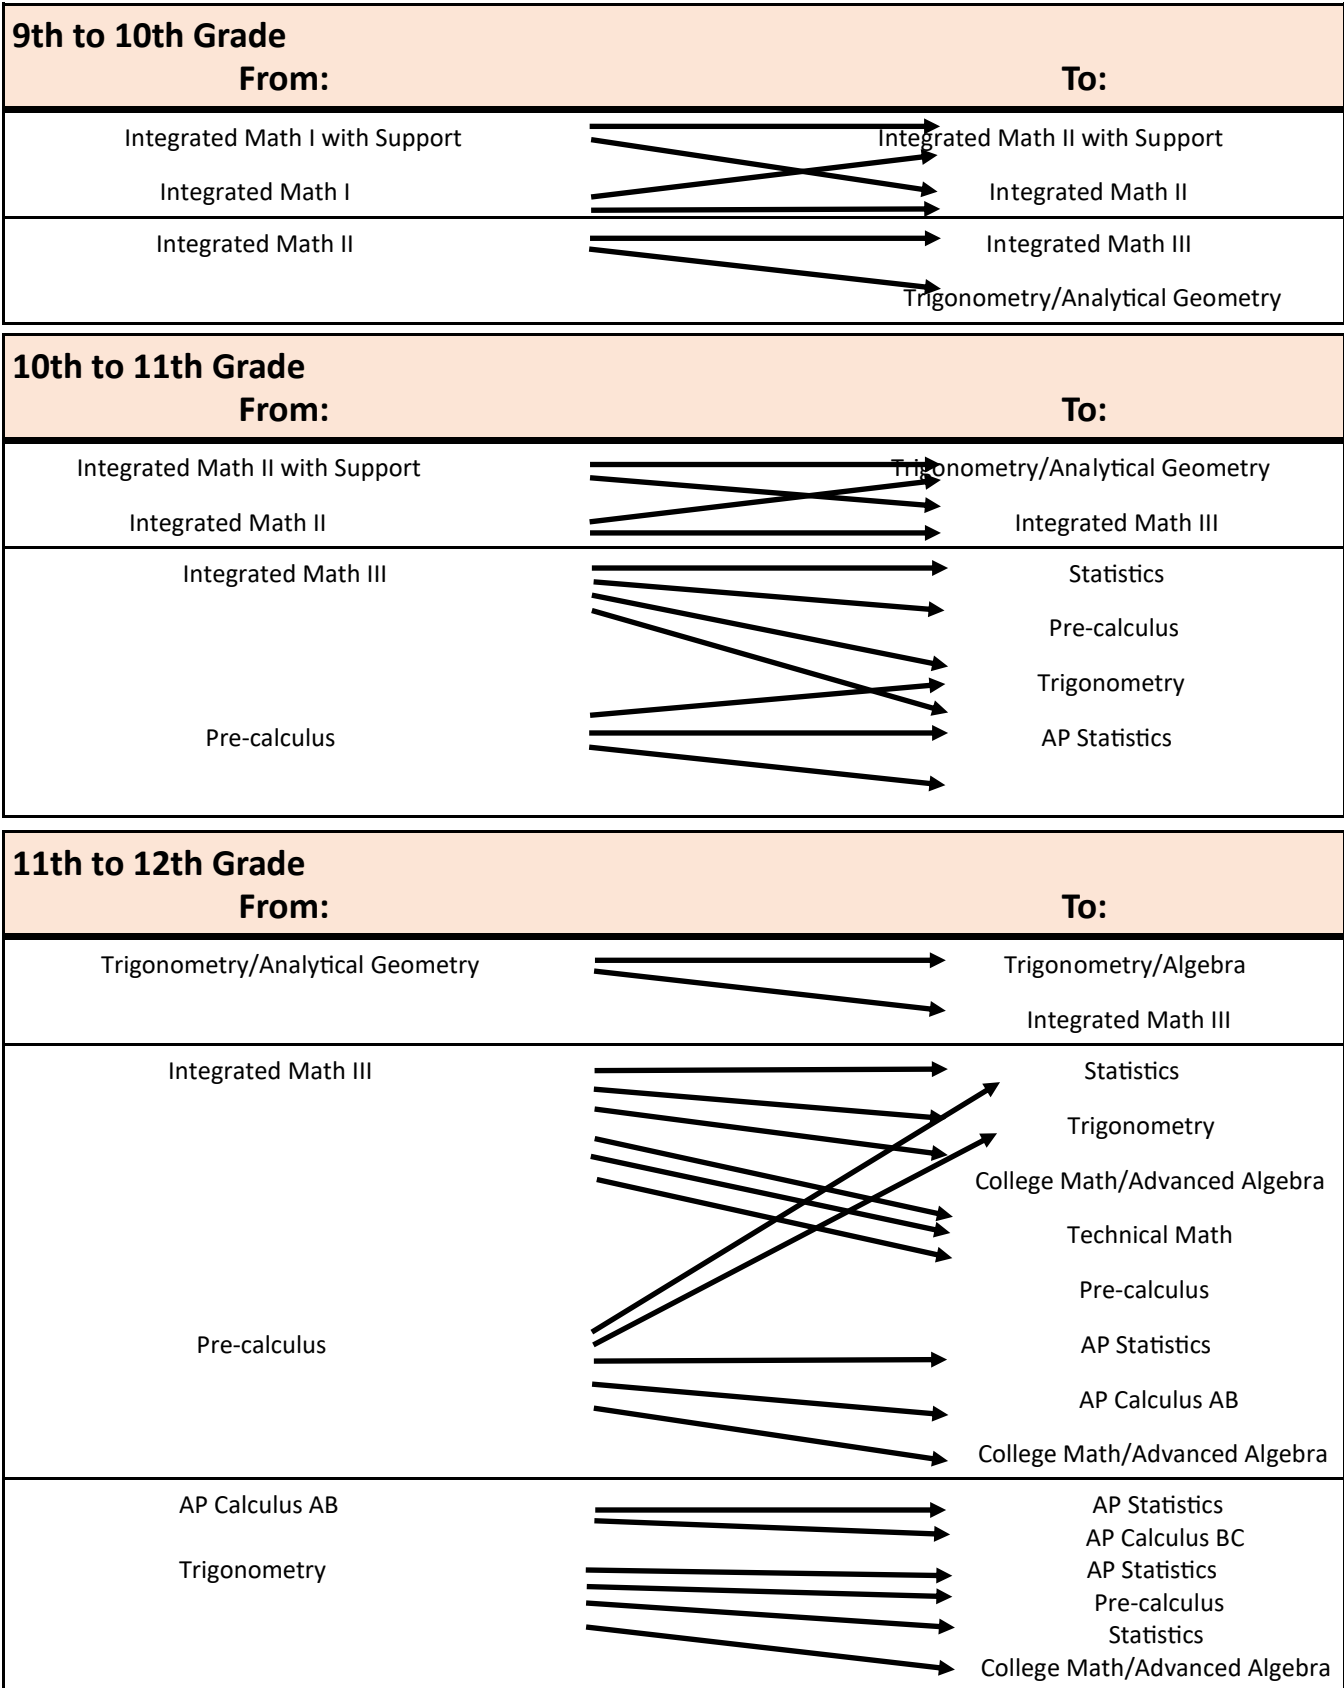 9th to 10th Grade
From: To:
Integrated Math I with Support Integrated Math II with Support
Integrated Math I Integrated Math II
Integrated Math II Integrated Math III
Trigonometry/Analytical Geometry
10th to 11th Grade
From: To:
Integrated Math II with Support Trigonometry/Analytical Geometry
Integrated Math II Integrated Math III
Integrated Math III Statistics
Pre-calculus
Trigonometry
Pre-calculus AP Statistics
11th to 12th Grade
From: To:
Trigonometry/Analytical Geometry Trigonometry/Algebra
Integrated Math III
Integrated Math III Statistics
Trigonometry
College Math/Advanced Algebra
Technical Math
Pre-calculus
Pre-calculus AP Statistics
AP Calculus AB
College Math/Advanced Algebra
AP Calculus AB AP Statistics
AP Calculus BC
Trigonometry AP Statistics
Pre-calculus
Statistics
College Math/Advanced Algebra